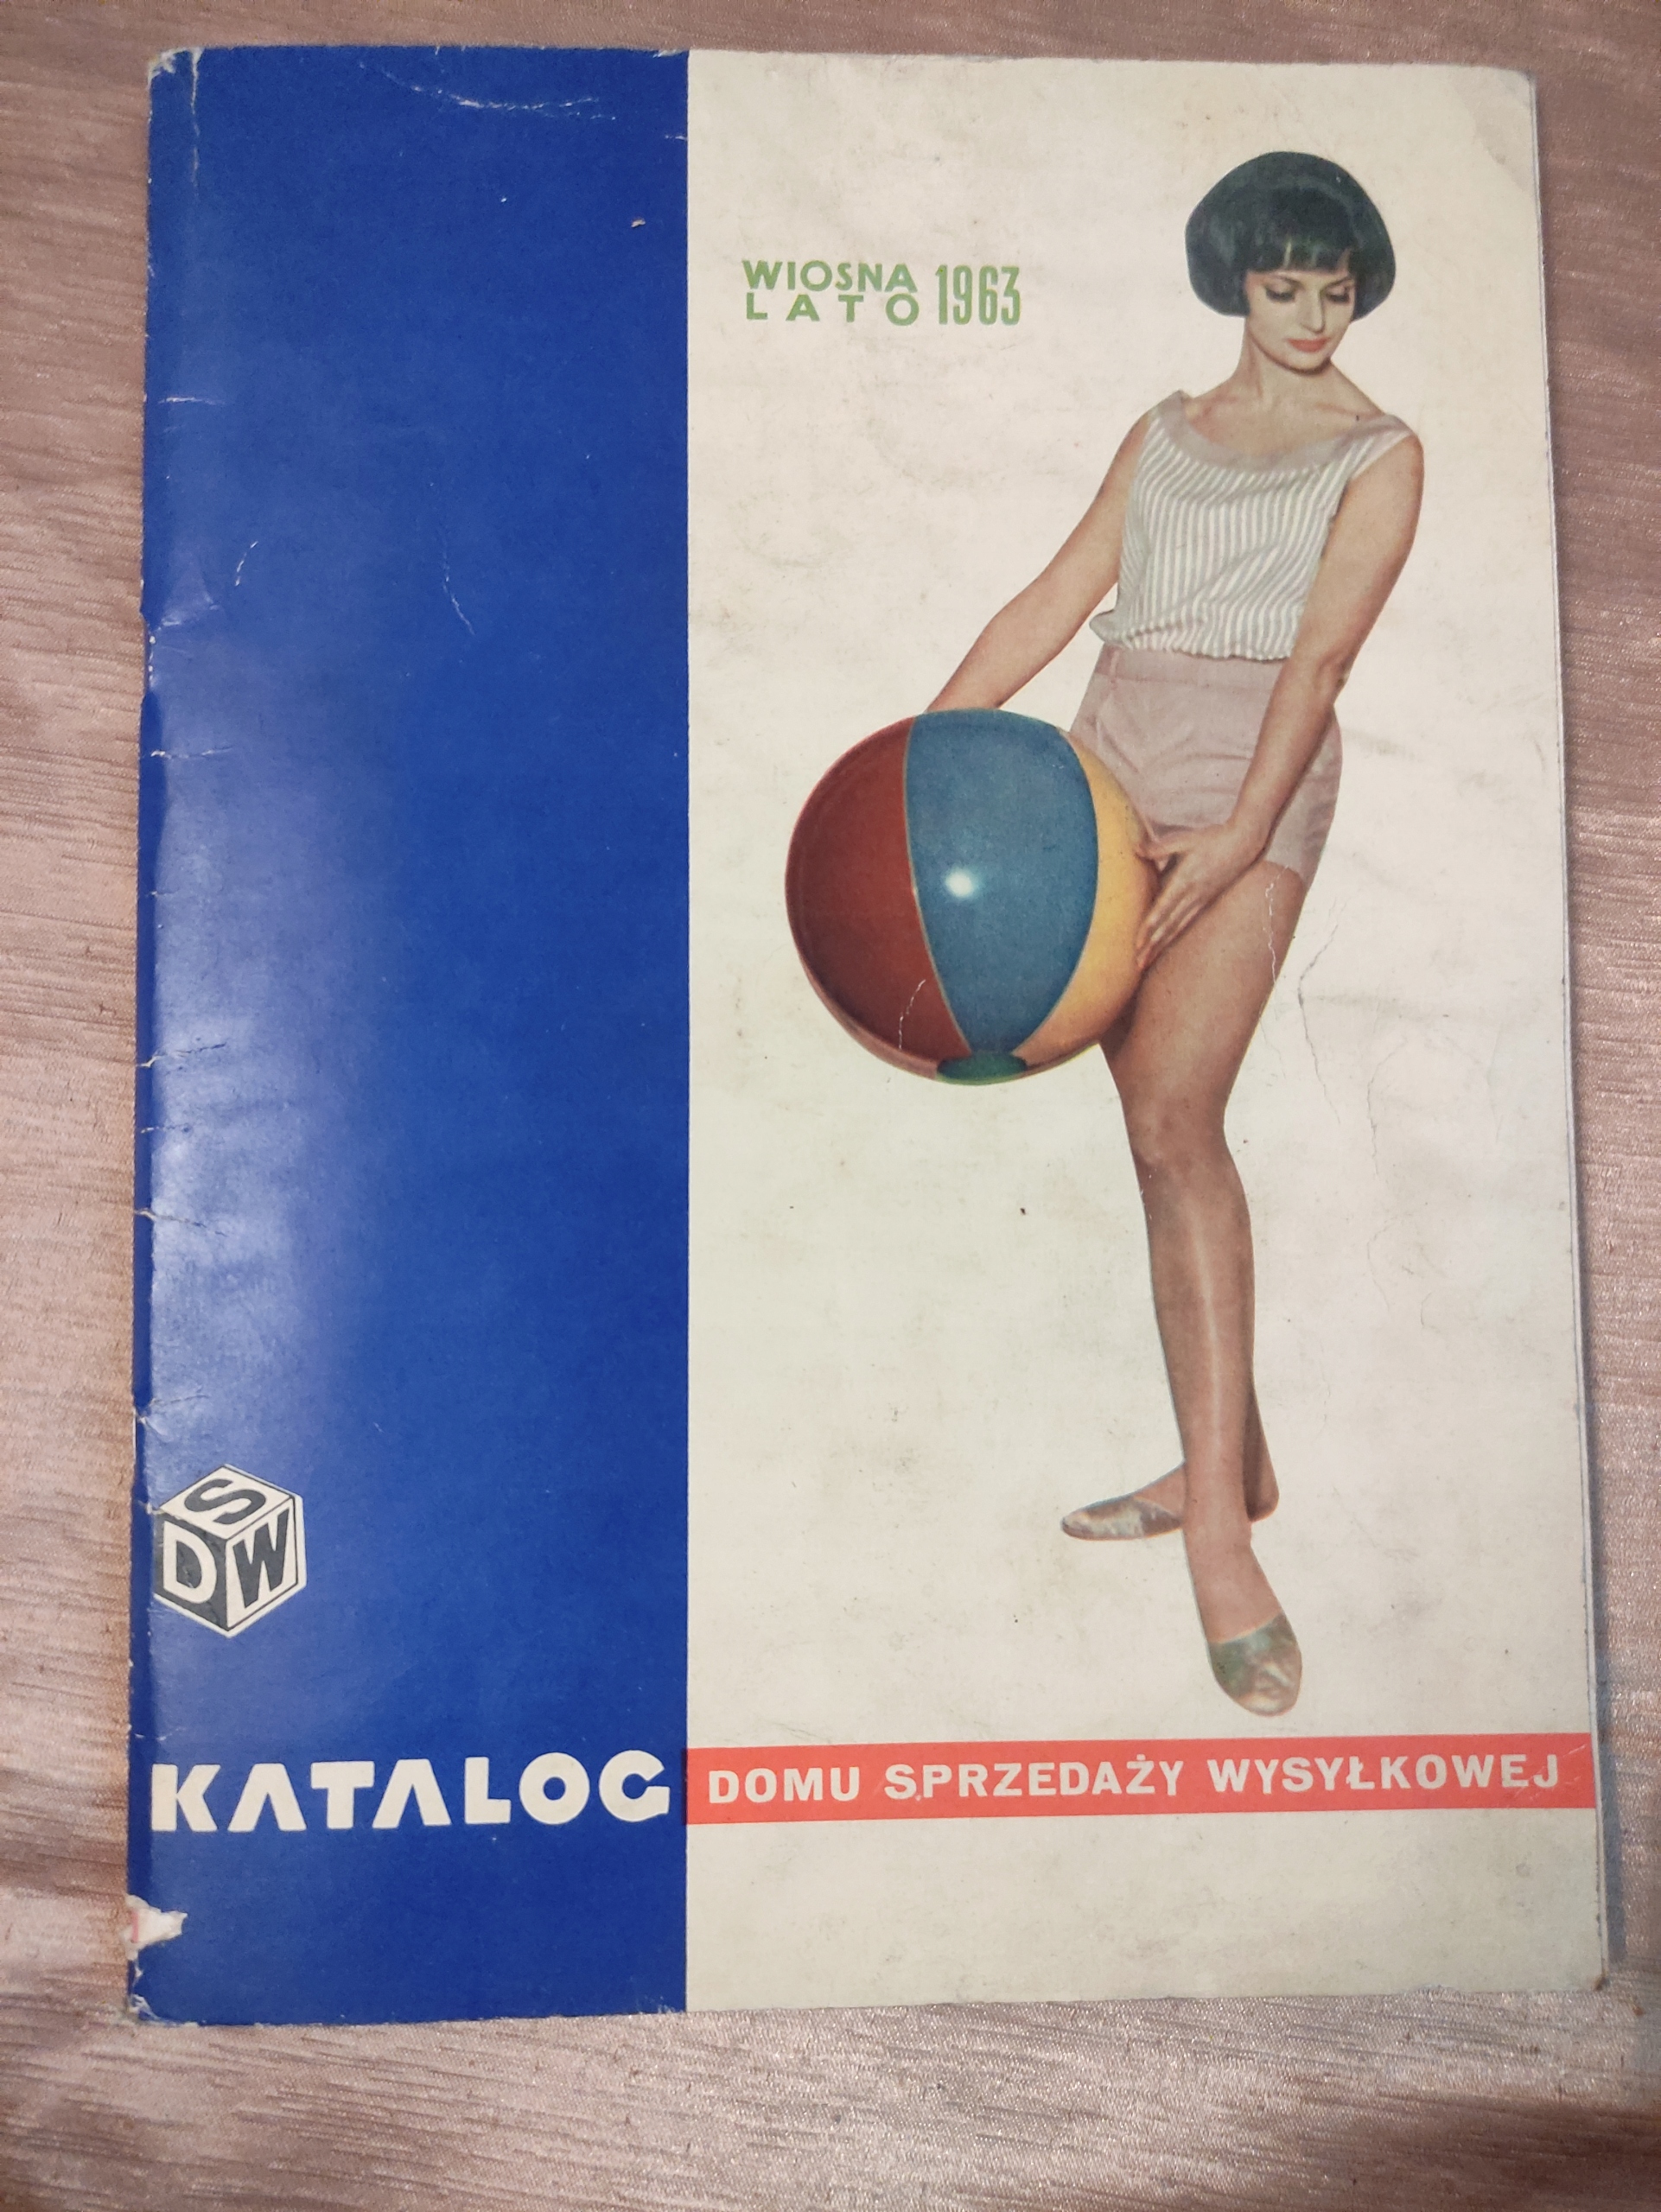 WIOSNA
LATO 1963
S
D W
KATALOG DOMU SPRZEDAŻY WYSYŁKOWEJ